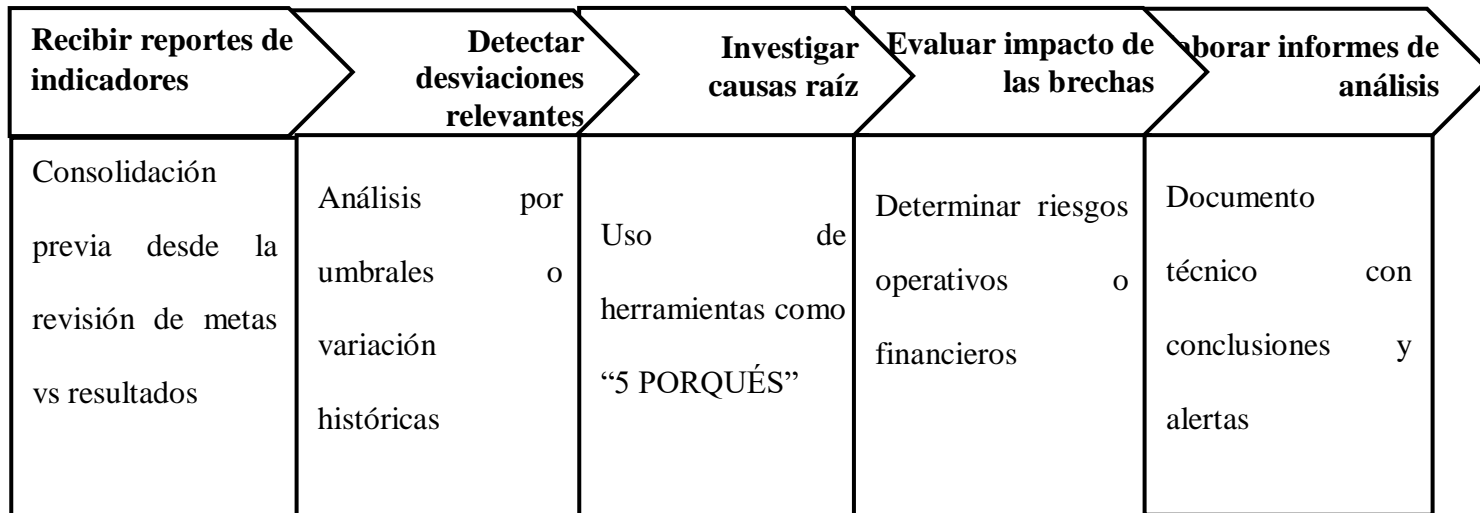 Recibir reportes de
indicadores
Detectar
desviaciones
relevantes
Investigar
causas raíz
Evaluar impacto de
las brechas
aborar informes de
análisis
Consolidación
previa desde la
revisión de metas
vs resultados
Análisis por
umbrales o
variación
históricas
Uso de
herramientas como
“5 PORQUÉS”
Determinar riesgos
operativos o
financieros
Documento
técnico con
conclusiones y
alertas